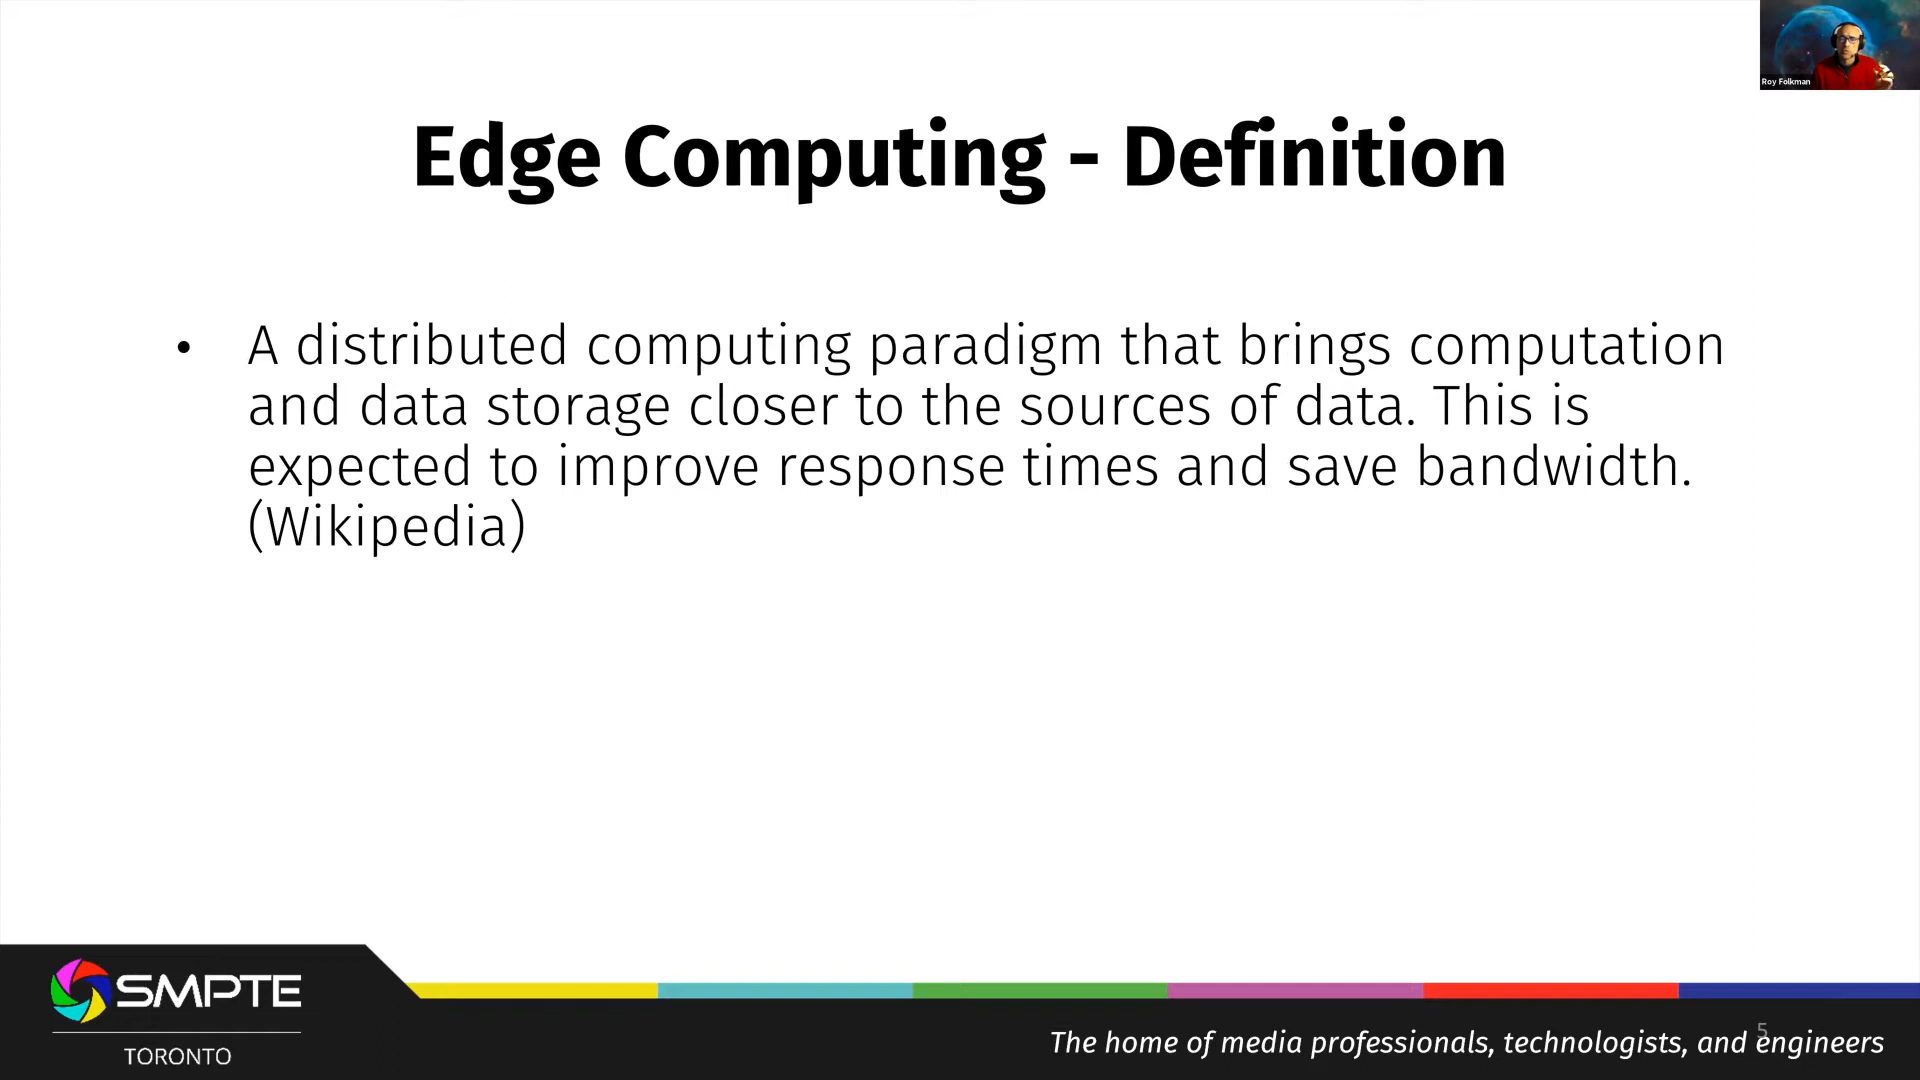 Roy Folkman
Edge Computing - Definition
• A distributed computing paradigm that brings computation
and data storage closer to the sources of data. This is
expected to improve response times and save bandwidth.
(Wikipedia)
SMPTE
TORONTO
5
The home of media professionals, technologists, and engineers